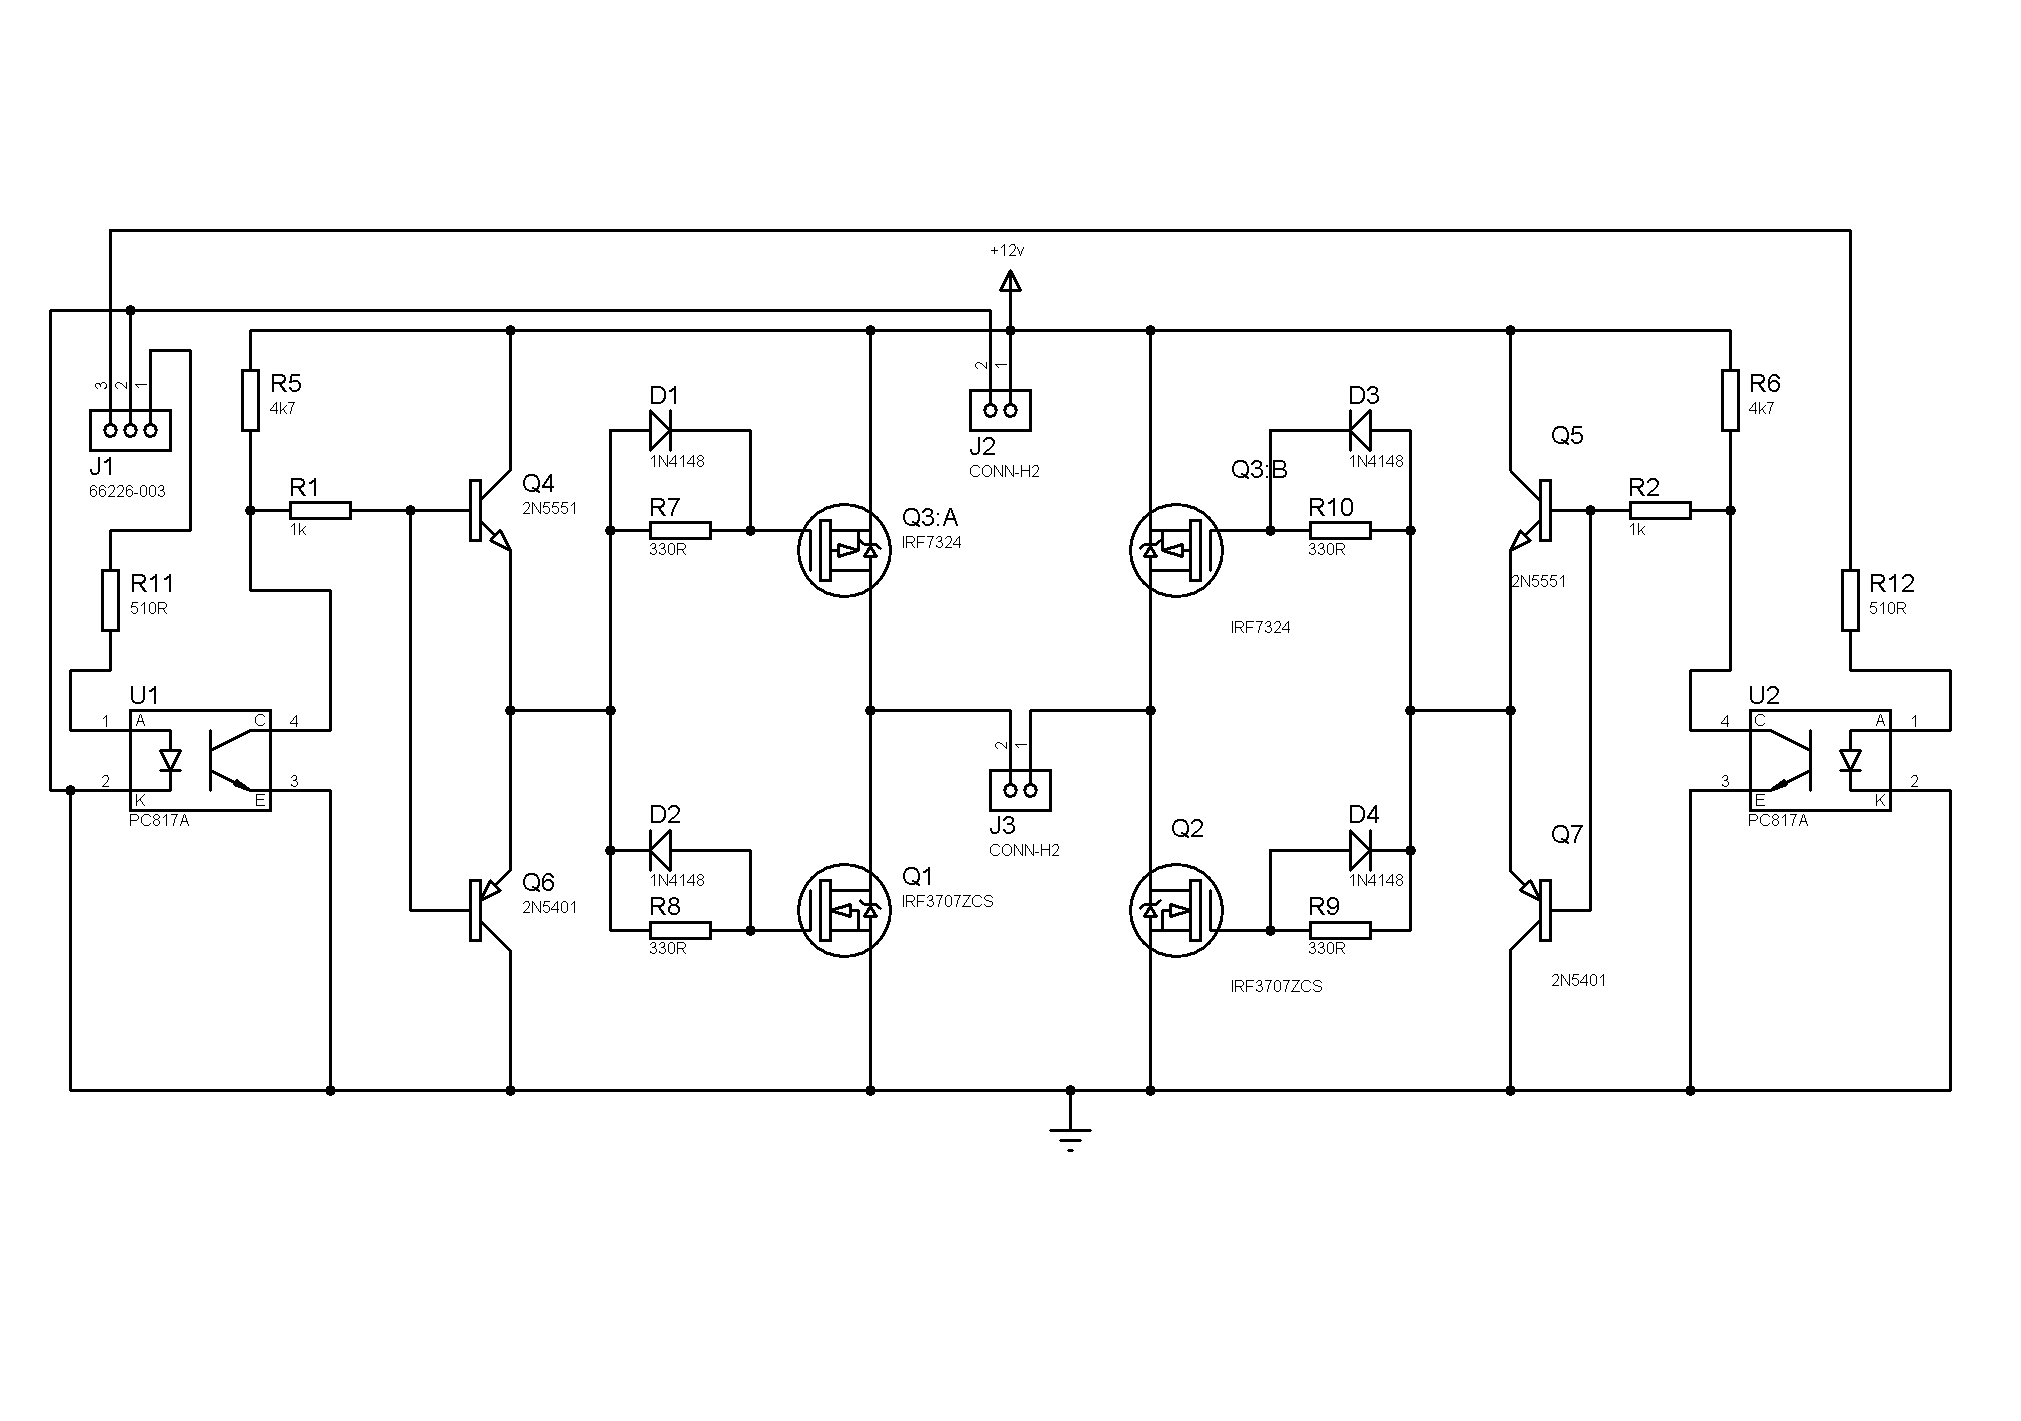 +12v
3
2
1
J1
66226-003
R5
4k7
R1
1k
Q4
2N5551
D1
1N4148
R7
330R
Q3:A
IRF7324
2
1
J2
CONN-H2
D3
1N4148
Q3:B
R10
330R
IRF7324
Q5
2N5551
R2
1k
R6
4k7
R11
510R
R12
510R
U1
1
A
C
4
2
K
E
3
PC817A
2
1
J3
CONN-H2
U2
4
C
A
1
3
E
K
2
PC817A
Q6
2N5401
D2
1N4148
R8
330R
Q1
IRF3707ZCS
Q2
IRF3707ZCS
D4
1N4148
R9
330R
Q7
2N5401